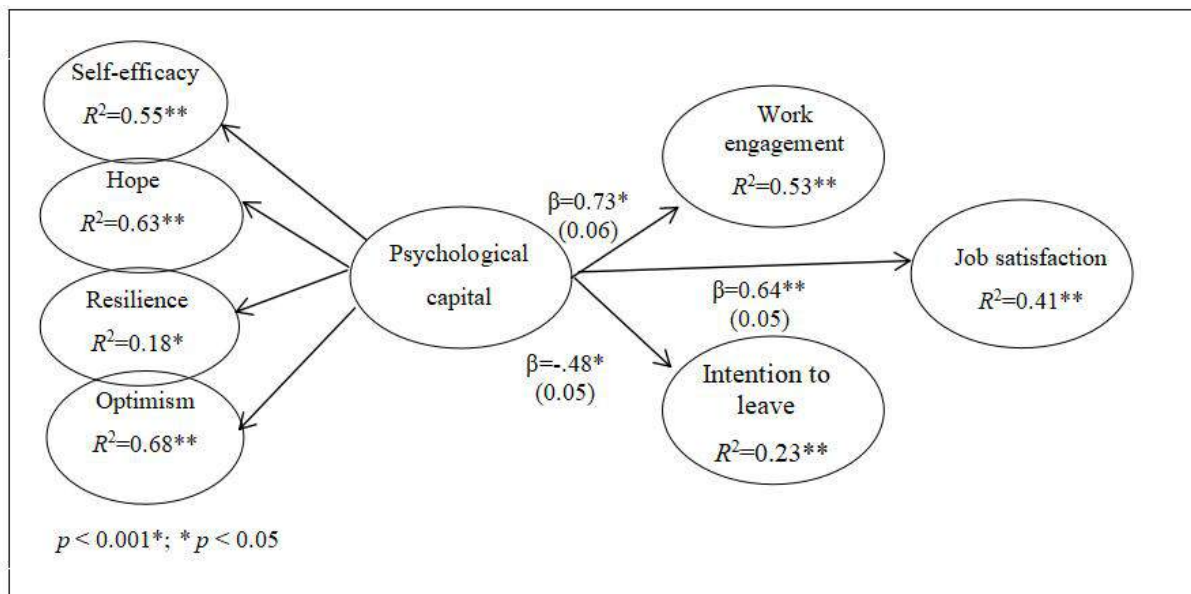 Self-efficacy
R²=0.55**
Hope
R²=0.63**
Resilience
R²=0.18*
Optimism
R²=0.68**
Psychological
capital
β=0.73*
(0.06)
β=0.64**
(0.05)
β=-.48*
(0.05)
Work
engagement
R²=0.53**
Job satisfaction
R²=0.41**
Intention to
leave
R²=0.23**
p < 0.001*; * p < 0.05